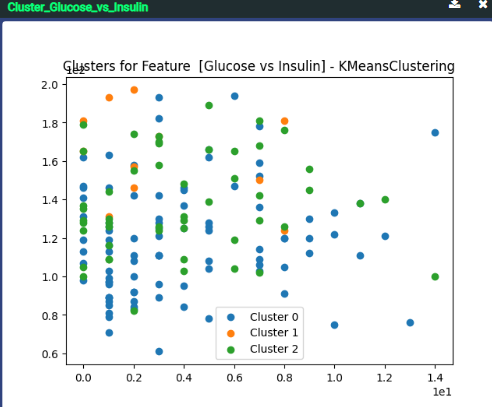 Cluster_Glucose_vs_Insulin
Clusters for Feature [Glucose vs Insulin] - KMeansClustering
1e2
2.0
1.8
1.6
1.4
1.2
1.0
0.8
0.6
Cluster 0
Cluster 1
Cluster 2
0.0 0.2 0.4 0.6 0.8 1.0 1.2 1.4
1e1